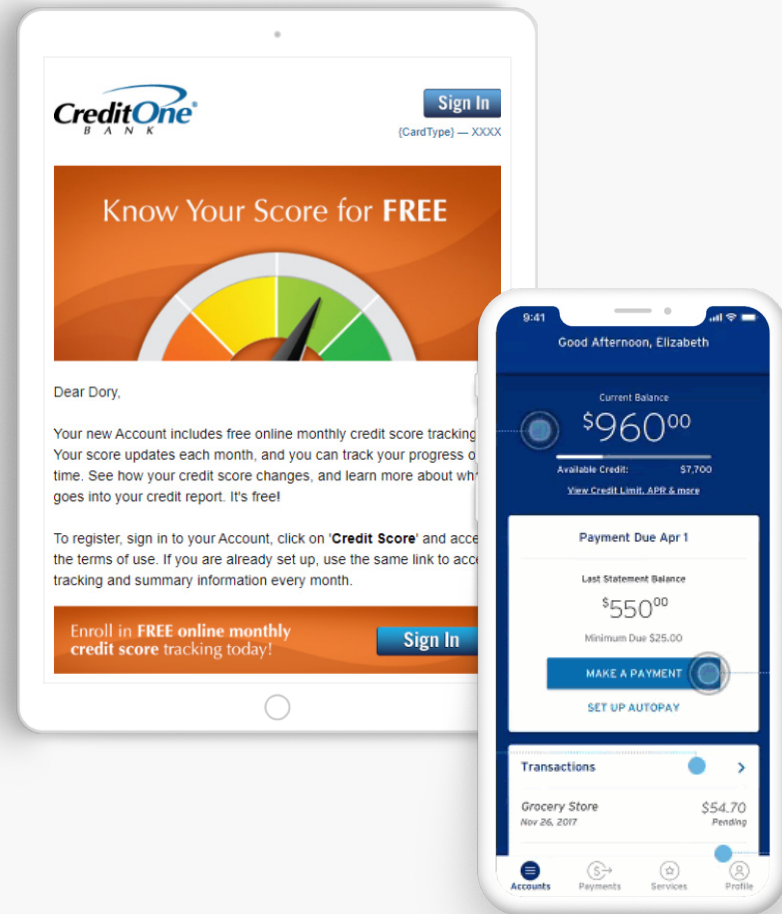 CreditOne®
BANK
Sign In
{CardType} — XXXX
Know Your Score for FREE
Dear Dory,
Your new Account includes free online monthly credit score tracking
Your score updates each month, and you can track your progress o
time. See how your credit score changes, and learn more about wh
goes into your credit report. It's free!
To register, sign in to your Account, click on 'Credit Score' and acce
the terms of use. If you are already set up, use the same link to acce
tracking and summary information every month.
Enroll in FREE online monthly
credit score tracking today!
Sign In
9:41
Good Afternoon, Elizabeth
Current Balance
$96000
Available Credit: $7,700
View Credit Limit, APR & more
Payment Due Apr 1
Last Statement Balance
$55000
Minimum Due $25.00
MAKE A PAYMENT
SET UP AUTOPAY
Transactions
Grocery Store $54.70
Nov 26, 2017 Pending
Accounts Payments Services Profile